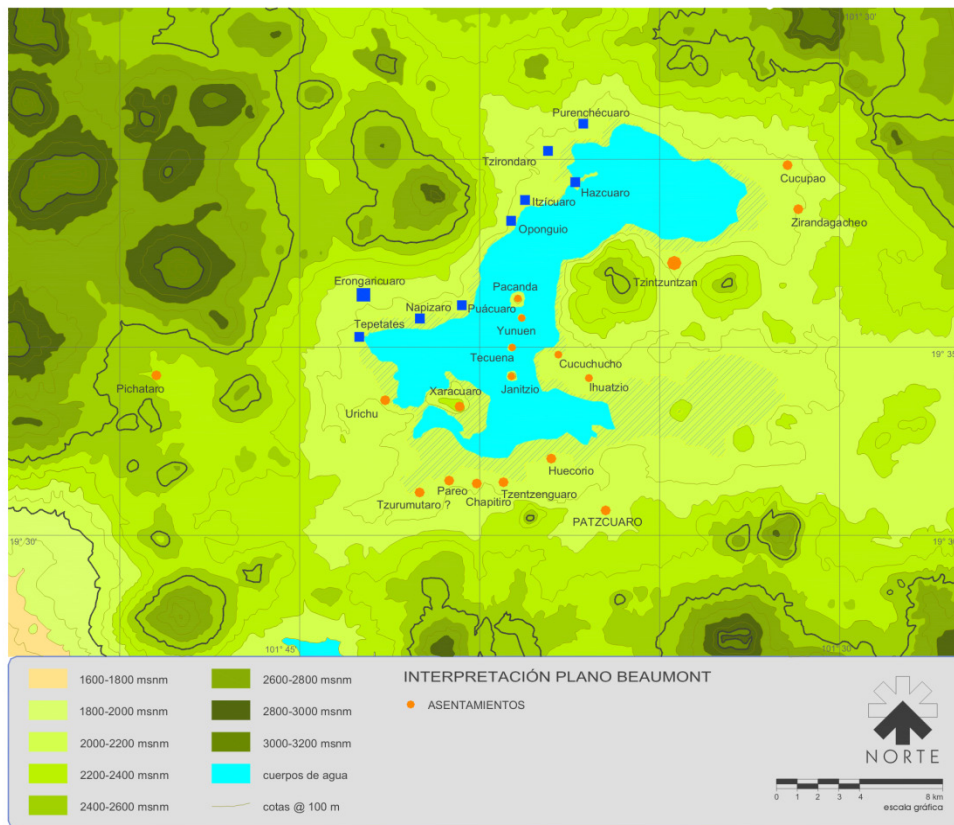 101° 30'
Purenchécuaro
Tzirondaro
Cucupao
Hazcuaro
Itzícuaro
Zirandagacheo
Oponguio
Erongaricuaro
Tzintzuntzan
Pacanda
Napizaro
Puácuaro
Yunuen
Tepetates
Tecuena
19° 35'
Cucuchucho
Pichataro
Janitzio
Ihuatzio
Xaracuaro
Urichu
Huecorio
Pareo
Tzentzenguaro
Chapitiro
Tzurumutaro ?
PATZCUARO
19° 30'
19° 30'
101° 45'
101° 30'
1600-1800 msnm
2600-2800 msnm
INTERPRETACIÓN PLANO BEAUMONT
1800-2000 msnm
2800-3000 msnm
ASENTAMIENTOS
2000-2200 msnm
3000-3200 msnm
NORTE
2200-2400 msnm
cuerpos de agua
2400-2600 msnm
cotas @ 100 m
0 1 2 3 4 8 km
escala gráfica